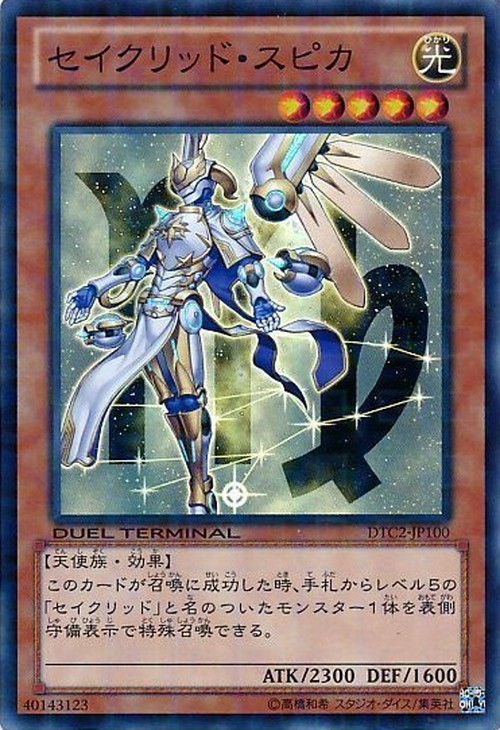 セイクリッド・スピカ
ひかり
光
DUEL TERMINAL
DTC2-JP100
【天使族・効果】
このカードが召喚に成功した時、手札からレベル5の
「セイクリッド」と名のついたモンスター1体を表側
守備表示で特殊召喚できる。
ATK/2300 DEF/1600
40143123
©高橋和希 スタジオ・ダイス/集英社